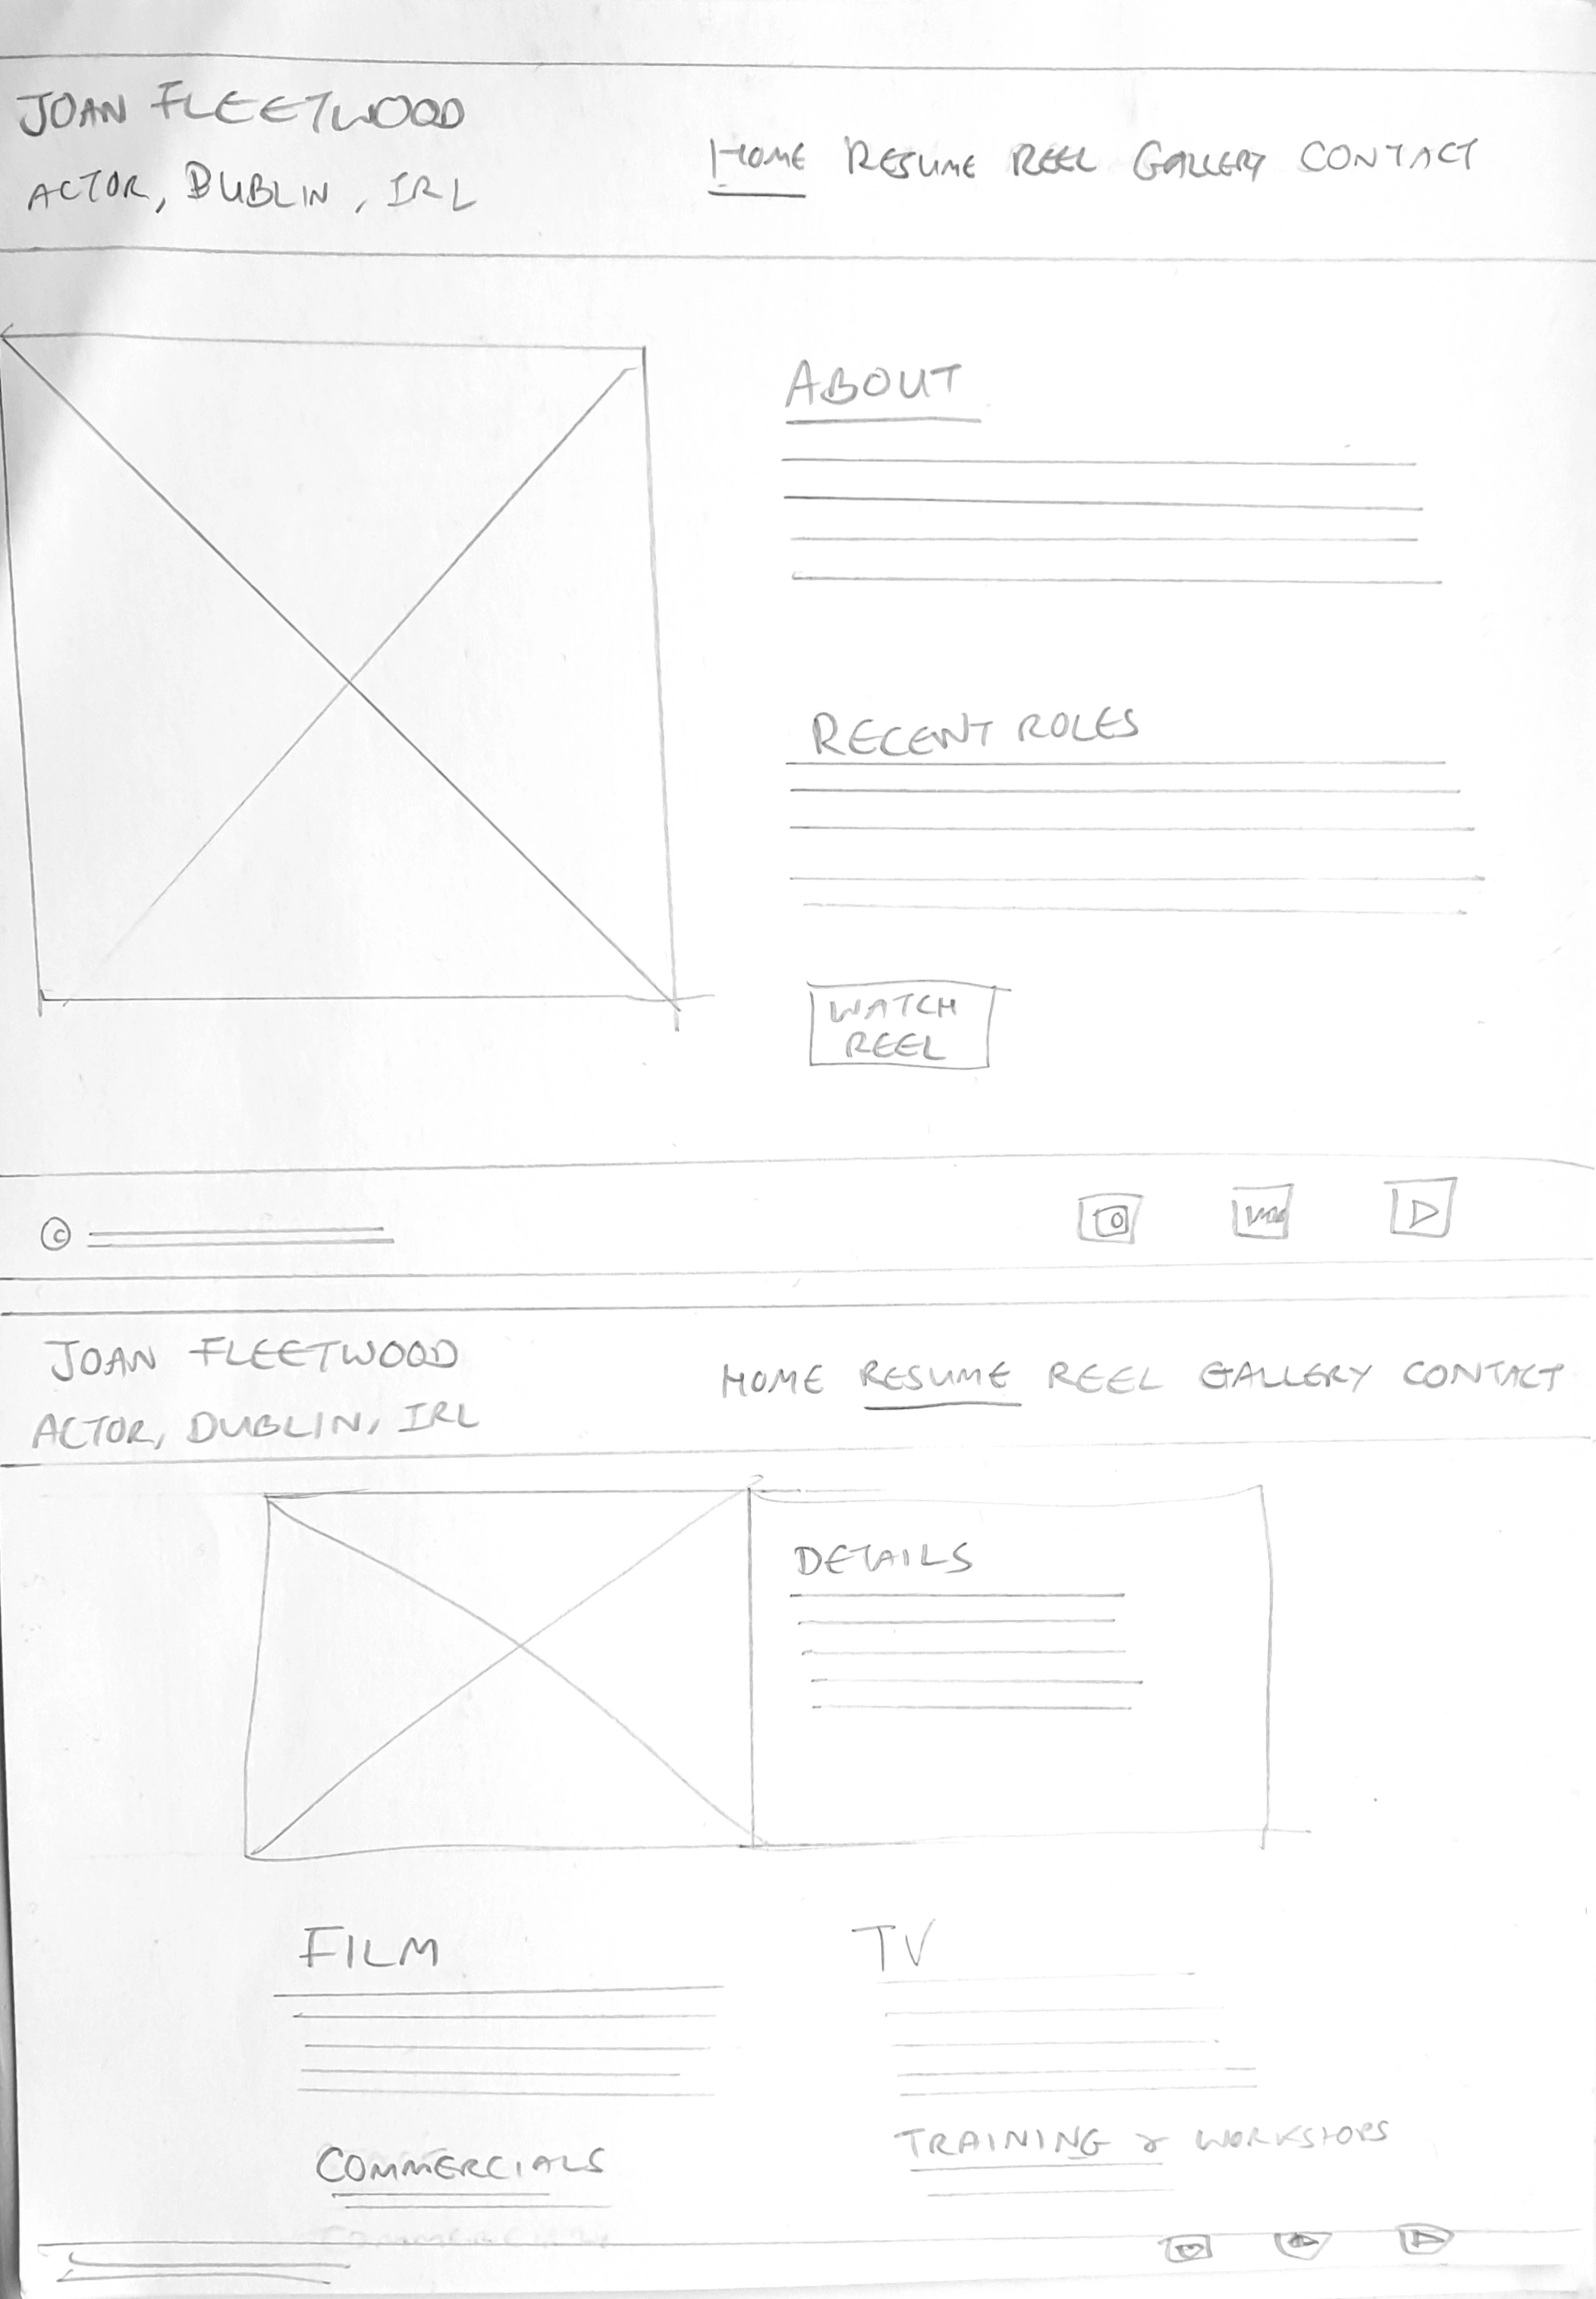 JOAN FLEETWOOD
ACTOR, DUBLIN, IRL
HOME RESUME REEL GALLERY CONTACT
ABOUT
RECENT ROLES
WATCH
REEL
©
JOAN FLEETWOOD
ACTOR, DUBLIN, IRL
HOME RESUME REEL GALLERY CONTACT
DETAILS
FILM
TV
COMMERCIALS
TRAINING & WORKSHOPS